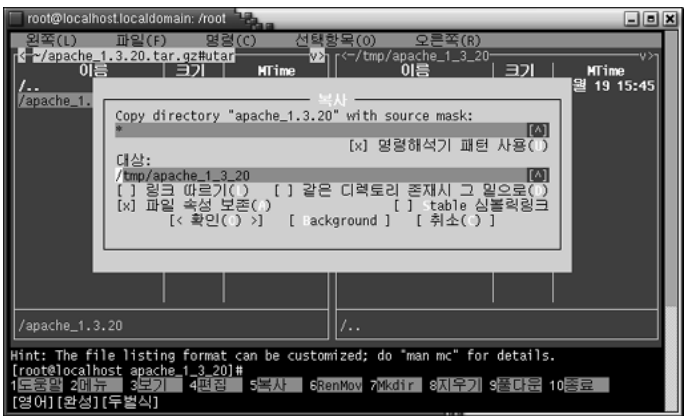 root@localhost.localdomain: /root
왼쪽(L) 파일(F) 명령(C) 선택항목(O) 오른쪽(R)
<-~/apache_1.3.20.tar.gz#utar v> <-/tmp/apache_1_3_20 v>
이름 크기 MTime 이름 크기 MTime
/.. 월 19 15:45
/apache_1.
복사
Copy directory "apache_1.3.20" with source mask:
* [^]
[x] 명령해석기 패턴 사용( )
대상:
/tmp/apache_1_3_20 [^]
[ ] 링크 따르기( ) [ ] 같은 디렉토리 존재시 그 밑으로( )
[x] 파일 속성 보존( ) [ ] Stable 심볼릭링크
[< 확인( ) >] [ Background ] [ 취소( ) ]
/apache_1.3.20 /..
Hint: The file listing format can be customized; do "man mc" for details.
[root@localhost apache_1_3_20]#
1도움말 2메뉴 3보기 4편집 5복사 6RenMov 7Mkdir 8지우기 9풀다운 10종료
[영어][완성][두벌식]